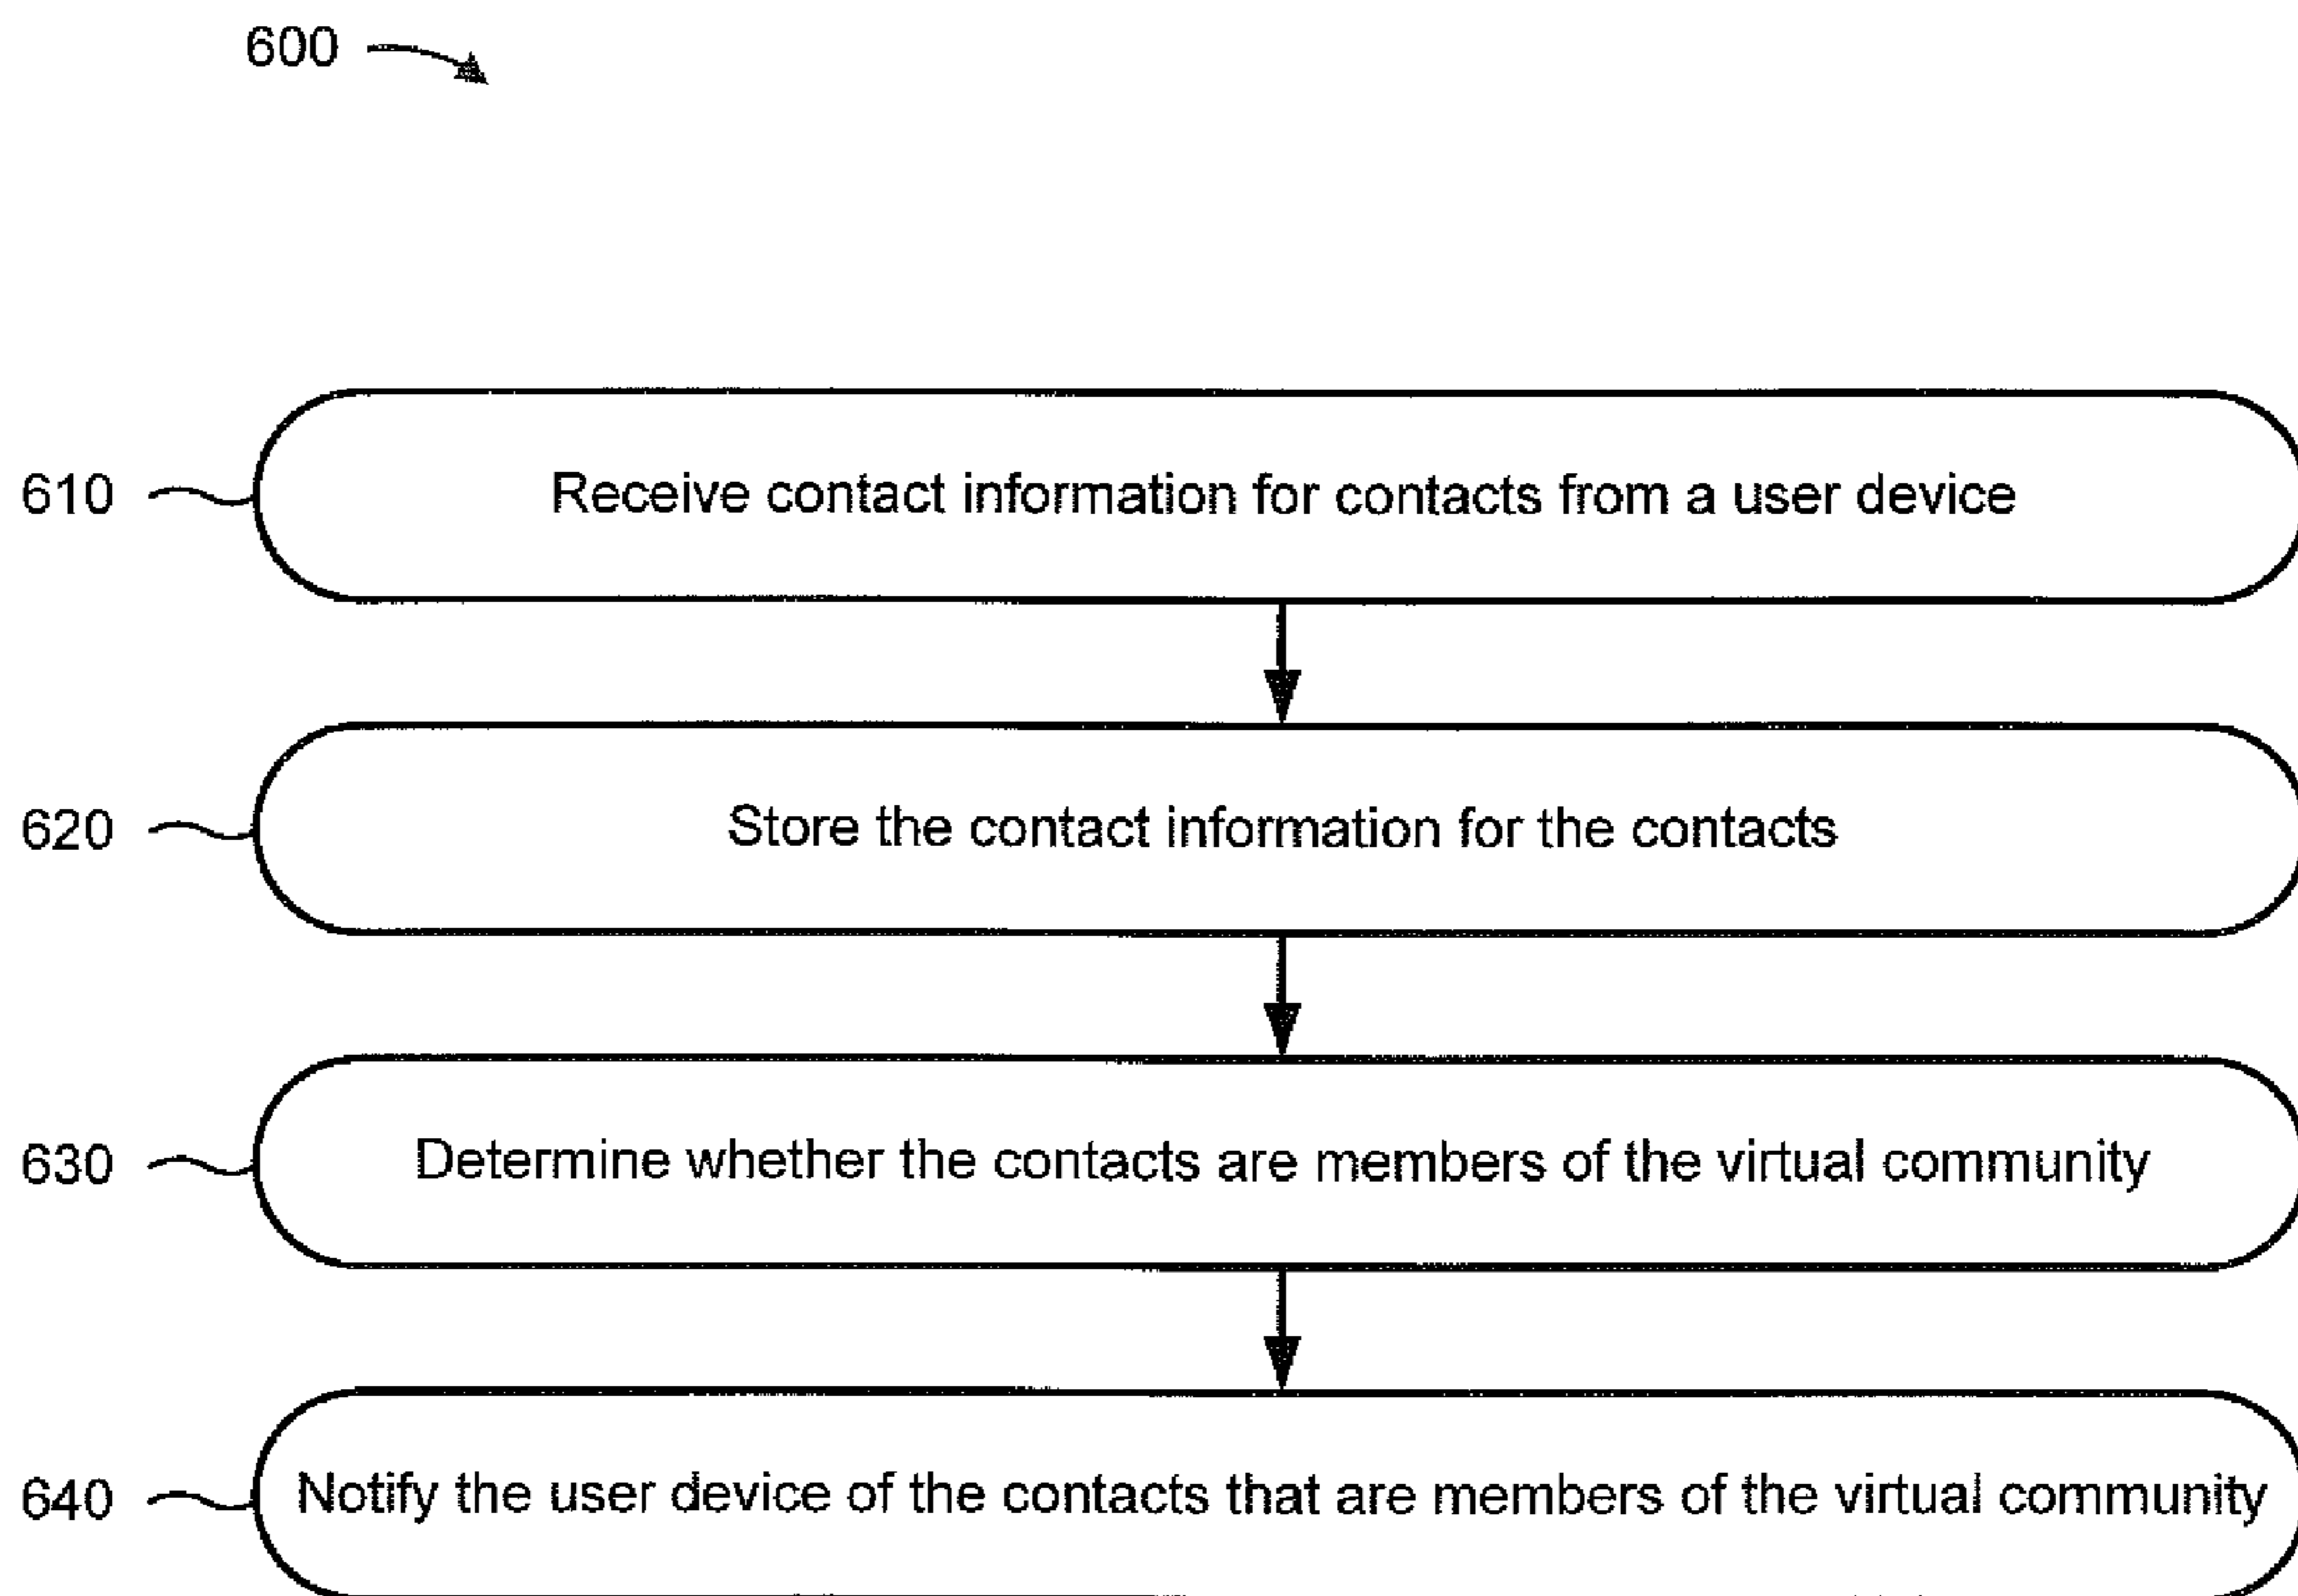 600
610 Receive contact information for contacts from a user device
620 Store the contact information for the contacts
630 Determine whether the contacts are members of the virtual community
640 Notify the user device of the contacts that are members of the virtual community